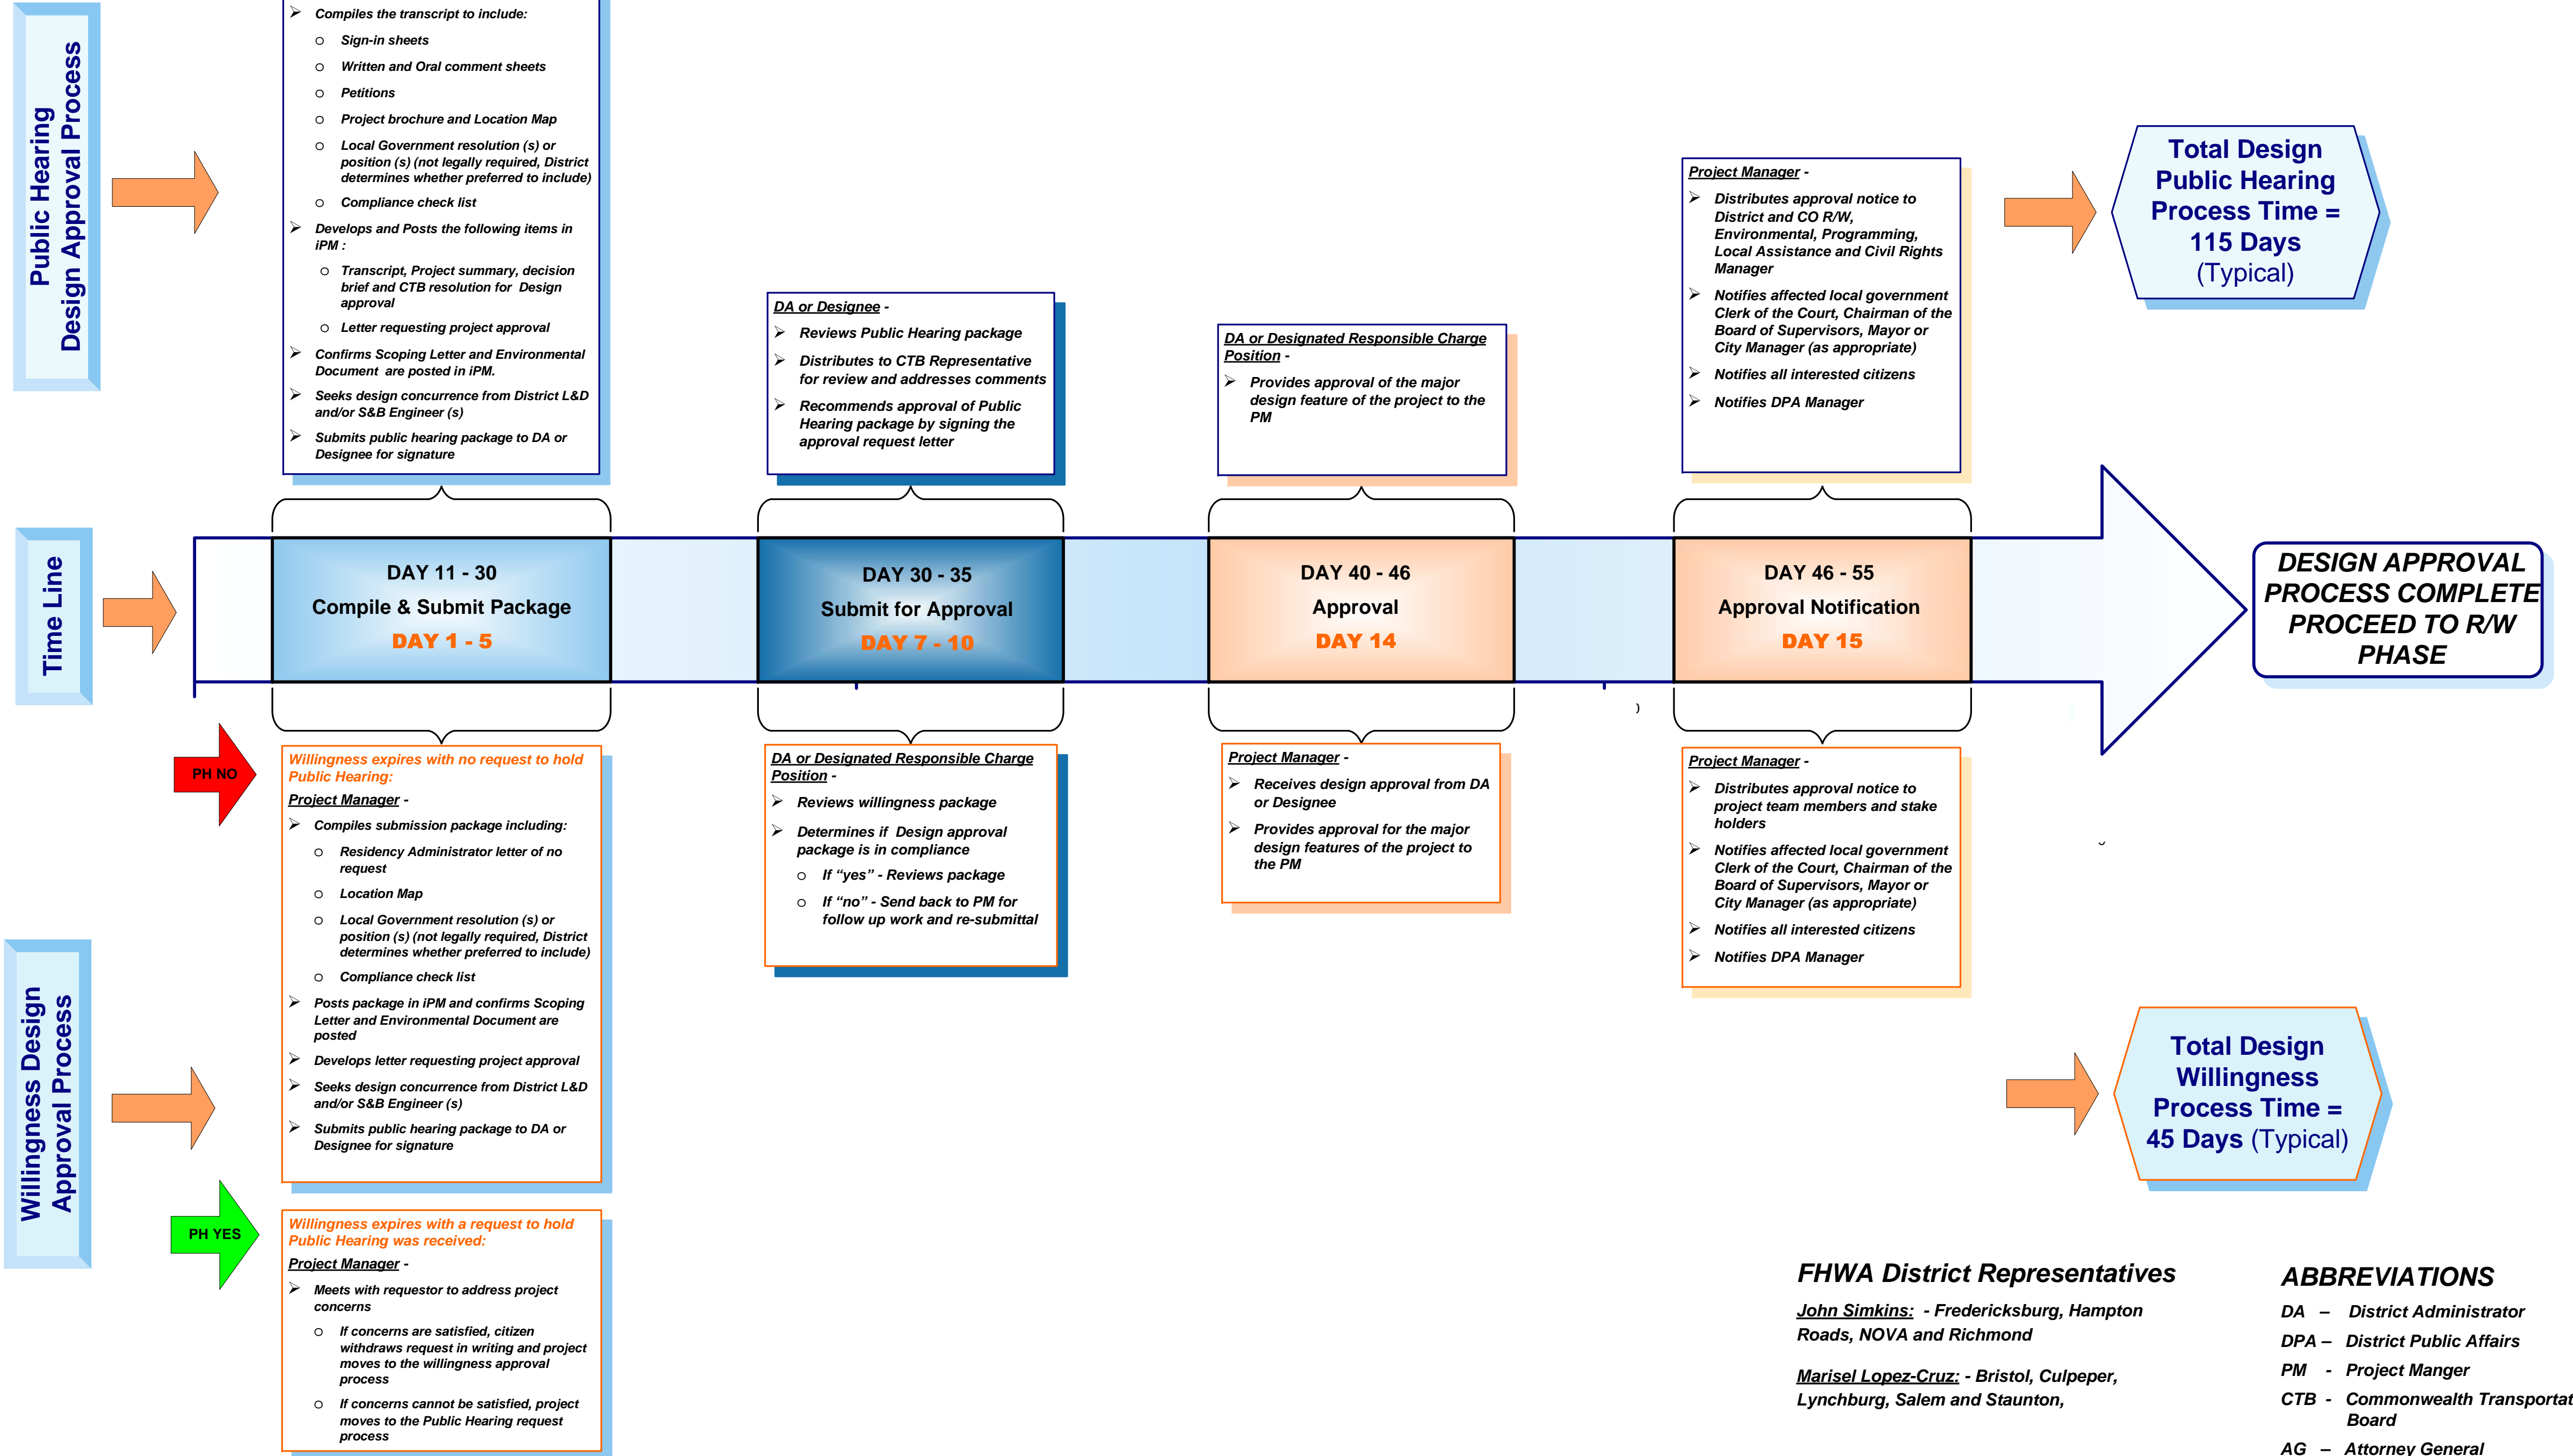 Public Hearing
Design Approval Process
➢ Compiles the transcript to include:
o Sign-in sheets
o Written and Oral comment sheets
o Petitions
o Project brochure and Location Map
o Local Government resolution (s) or
position (s) (not legally required, District
determines whether preferred to include)
o Compliance check list
➢ Develops and Posts the following items in
iPM :
o Transcript, Project summary, decision
brief and CTB resolution for Design
approval
o Letter requesting project approval
➢ Confirms Scoping Letter and Environmental
Document are posted in iPM.
➢ Seeks design concurrence from District L&D
and/or S&B Engineer (s)
➢ Submits public hearing package to DA or
Designee for signature
DA or Designee -
➢ Reviews Public Hearing package
➢ Distributes to CTB Representative
for review and addresses comments
➢ Recommends approval of Public
Hearing package by signing the
approval request letter
DA or Designated Responsible Charge
Position -
➢ Provides approval of the major
design feature of the project to the
PM
Project Manager -
➢ Distributes approval notice to
District and CO R/W,
Environmental, Programming,
Local Assistance and Civil Rights
Manager
➢ Notifies affected local government
Clerk of the Court, Chairman of the
Board of Supervisors, Mayor or
City Manager (as appropriate)
➢ Notifies all interested citizens
➢ Notifies DPA Manager
Total Design
Public Hearing
Process Time =
115 Days
(Typical)
Time Line
DAY 11 - 30
Compile & Submit Package
DAY 1 - 5
DAY 30 - 35
Submit for Approval
DAY 7 - 10
DAY 40 - 46
Approval
DAY 14
DAY 46 - 55
Approval Notification
DAY 15
DESIGN APPROVAL
PROCESS COMPLETE
PROCEED TO R/W
PHASE
)
Willingness Design
Approval Process
PH NO
Willingness expires with no request to hold
Public Hearing:
Project Manager -
➢ Compiles submission package including:
o Residency Administrator letter of no
request
o Location Map
o Local Government resolution (s) or
position (s) (not legally required, District
determines whether preferred to include)
o Compliance check list
➢ Posts package in iPM and confirms Scoping
Letter and Environmental Document are
posted
➢ Develops letter requesting project approval
➢ Seeks design concurrence from District L&D
and/or S&B Engineer (s)
➢ Submits public hearing package to DA or
Designee for signature
DA or Designated Responsible Charge
Position -
➢ Reviews willingness package
➢ Determines if Design approval
package is in compliance
o If “yes” - Reviews package
o If “no” - Send back to PM for
follow up work and re-submittal
Project Manager -
➢ Receives design approval from DA
or Designee
➢ Provides approval for the major
design features of the project to
the PM
Project Manager -
➢ Distributes approval notice to
project team members and stake
holders
➢ Notifies affected local government
Clerk of the Court, Chairman of the
Board of Supervisors, Mayor or
City Manager (as appropriate)
➢ Notifies all interested citizens
➢ Notifies DPA Manager
Total Design
Willingness
Process Time =
45 Days (Typical)
PH YES
Willingness expires with a request to hold
Public Hearing was received:
Project Manager -
➢ Meets with requestor to address project
concerns
o If concerns are satisfied, citizen
withdraws request in writing and project
moves to the willingness approval
process
o If concerns cannot be satisfied, project
moves to the Public Hearing request
process
FHWA District Representatives
John Simkins: - Fredericksburg, Hampton
Roads, NOVA and Richmond
Marisel Lopez-Cruz: - Bristol, Culpeper,
Lynchburg, Salem and Staunton,
ABBREVIATIONS
DA – District Administrator
DPA – District Public Affairs
PM - Project Manger
CTB - Commonwealth Transportat
Board
AG – Attorney General